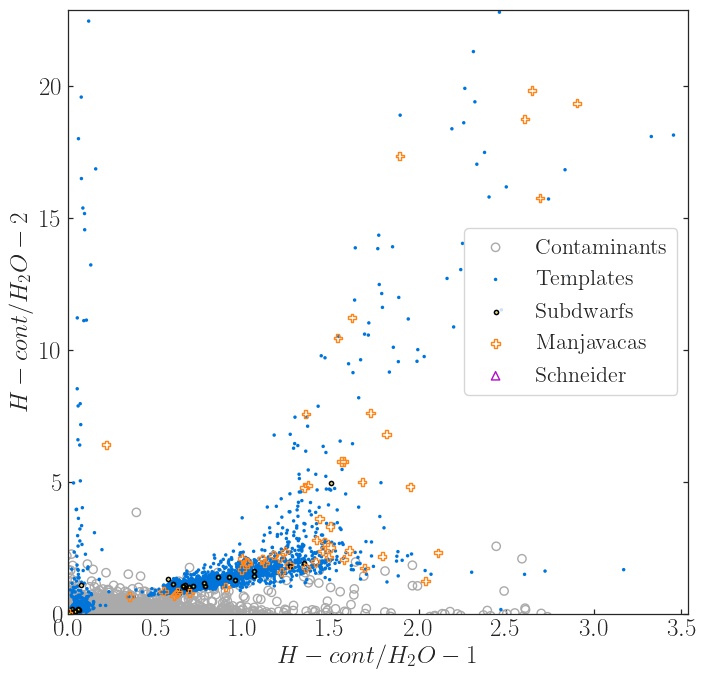 20
15
10
5
0
H − cont/H₂O − 2
Contaminants
Templates
Subdwarfs
Manjavacas
Schneider
0.0 0.5 1.0 1.5 2.0 2.5 3.0 3.5
H − cont/H₂O − 1